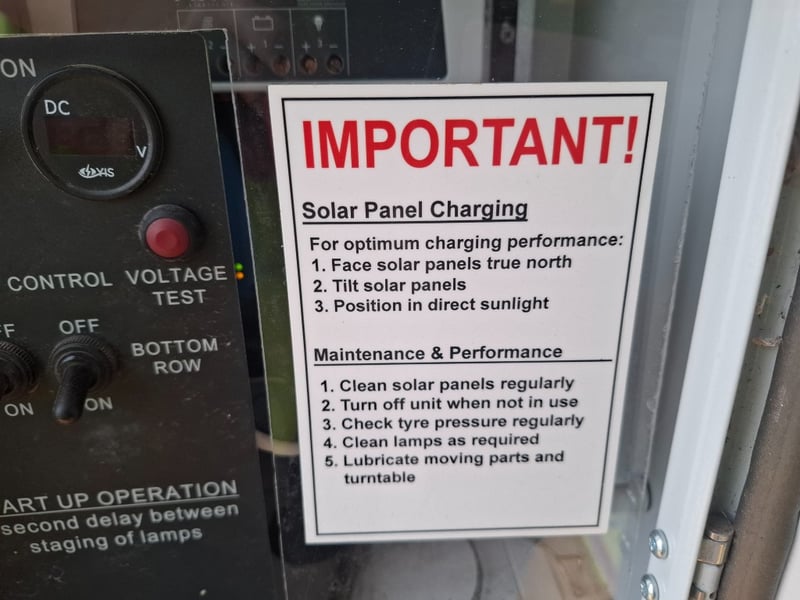 ON
DC
V
CONTROL
VOLTAGE
TEST
OFF
BOTTOM
ROW
ON
ON
ART UP OPERATION
second delay between
staging of lamps
IMPORTANT!
Solar Panel Charging
For optimum charging performance:
1. Face solar panels true north
2. Tilt solar panels
3. Position in direct sunlight
Maintenance & Performance
1. Clean solar panels regularly
2. Turn off unit when not in use
3. Check tyre pressure regularly
4. Clean lamps as required
5. Lubricate moving parts and
turntable